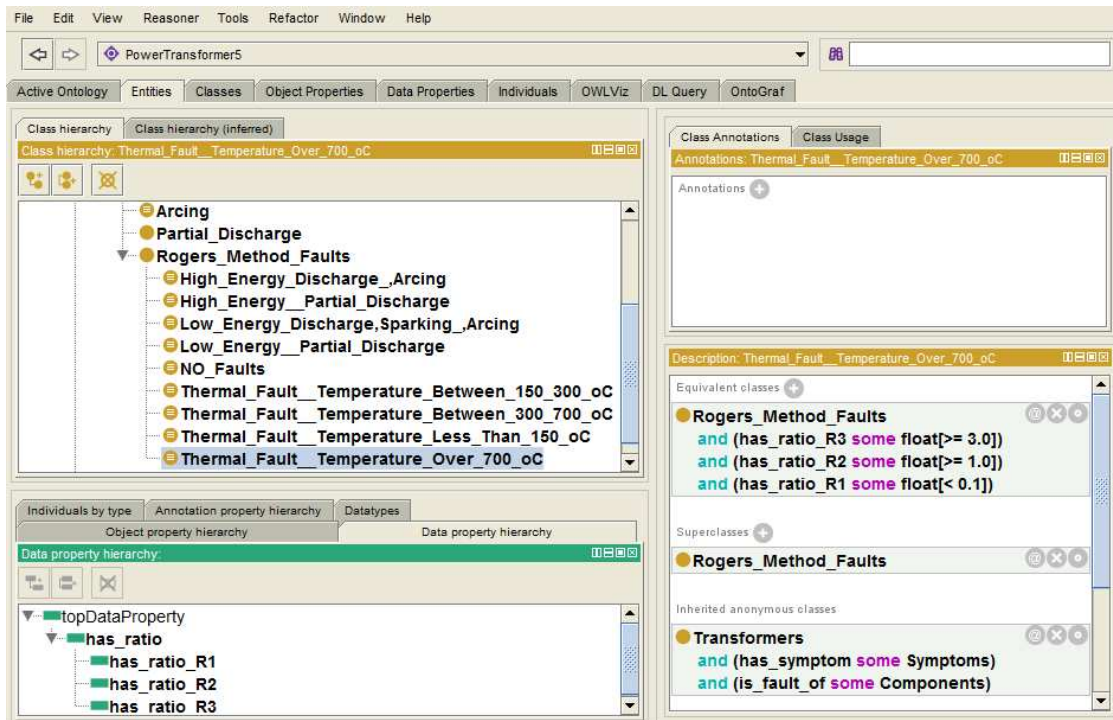 File Edit View Reasoner Tools Refactor Window Help
PowerTransformer5
Active Ontology Entities Classes Object Properties Data Properties Individuals OWLViz DL Query OntoGraf
Class hierarchy Class hierarchy (inferred)
Class hierarchy: Thermal_Fault__Temperature_Over_700_oC
Arcing
Partial_Discharge
Rogers_Method_Faults
High_Energy_Discharge_,Arcing
High_Energy__Partial_Discharge
Low_Energy_Discharge,Sparking_,Arcing
Low_Energy__Partial_Discharge
NO_Faults
Thermal_Fault__Temperature_Between_150_300_oC
Thermal_Fault__Temperature_Between_300_700_oC
Thermal_Fault__Temperature_Less_Than_150_oC
Thermal_Fault__Temperature_Over_700_oC
Individuals by type Annotation property hierarchy Datatypes
Object property hierarchy Data property hierarchy
Data property hierarchy:
topDataProperty
has_ratio
has_ratio_R1
has_ratio_R2
has_ratio_R3
Class Annotations Class Usage
Annotations: Thermal_Fault__Temperature_Over_700_oC
Annotations
Description: Thermal_Fault__Temperature_Over_700_oC
Equivalent classes
Rogers_Method_Faults
and (has_ratio_R3 some float[>= 3.0])
and (has_ratio_R2 some float[>= 1.0])
and (has_ratio_R1 some float[< 0.1])
Superclasses
Rogers_Method_Faults
Inherited anonymous classes
Transformers
and (has_symptom some Symptoms)
and (is_fault_of some Components)